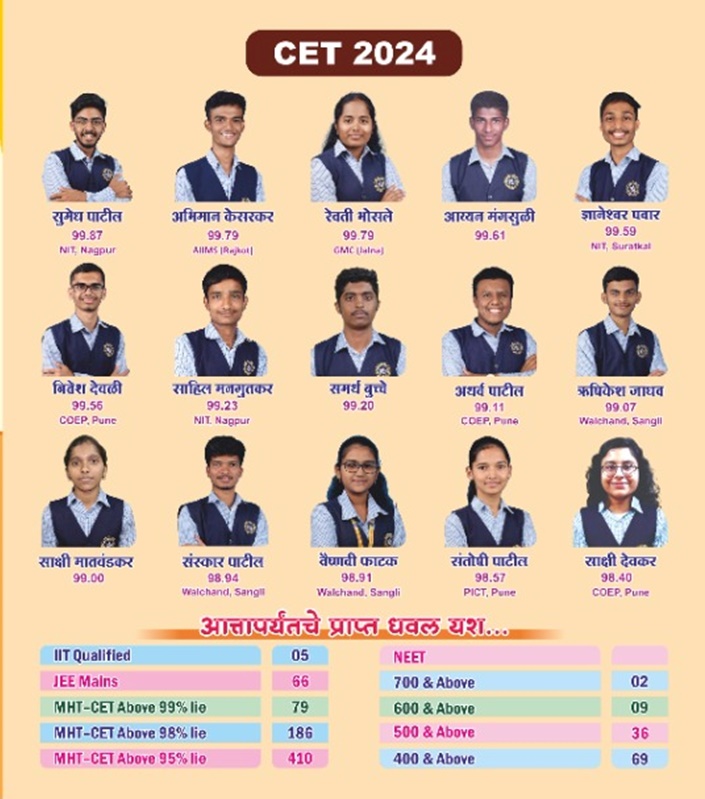 CET 2024
सुमेध पाटील
99.87
NIT, Nagpur
अभिमान केसरकर
99.79
AIIMS (Rajkot)
रेवती भोसले
99.79
GMC (Jalna)
आय्यन मंगसुळी
99.61
ज्ञानेश्वर पवार
99.59
NIT, Suratkal
देवळी
99.56
COEP, Pune
साहिल मनगुतकर
99.23
NIT, Nagpur
समर्थ बुच्चे
99.20
अथर्व पाटील
99.11
COEP, Pune
ऋषिकेश जाधव
99.07
Walchand, Sangli
साक्षी मातवंडकर
99.00
संस्कार पाटील
98.94
Walchand, Sangli
वैष्णवी फाटक
98.91
Walchand, Sangli
संतोषी पाटील
98.57
PICT, Pune
साक्षी देवकर
98.40
COEP, Pune
आत्तापर्यंतचे प्राप्त धवल यश...
IIT Qualified 05
JEE Mains 66
MHT-CET Above 99% lie 79
MHT-CET Above 98% lie 186
MHT-CET Above 95% lie 410
NEET
700 & Above 02
600 & Above 09
500 & Above 36
400 & Above 69